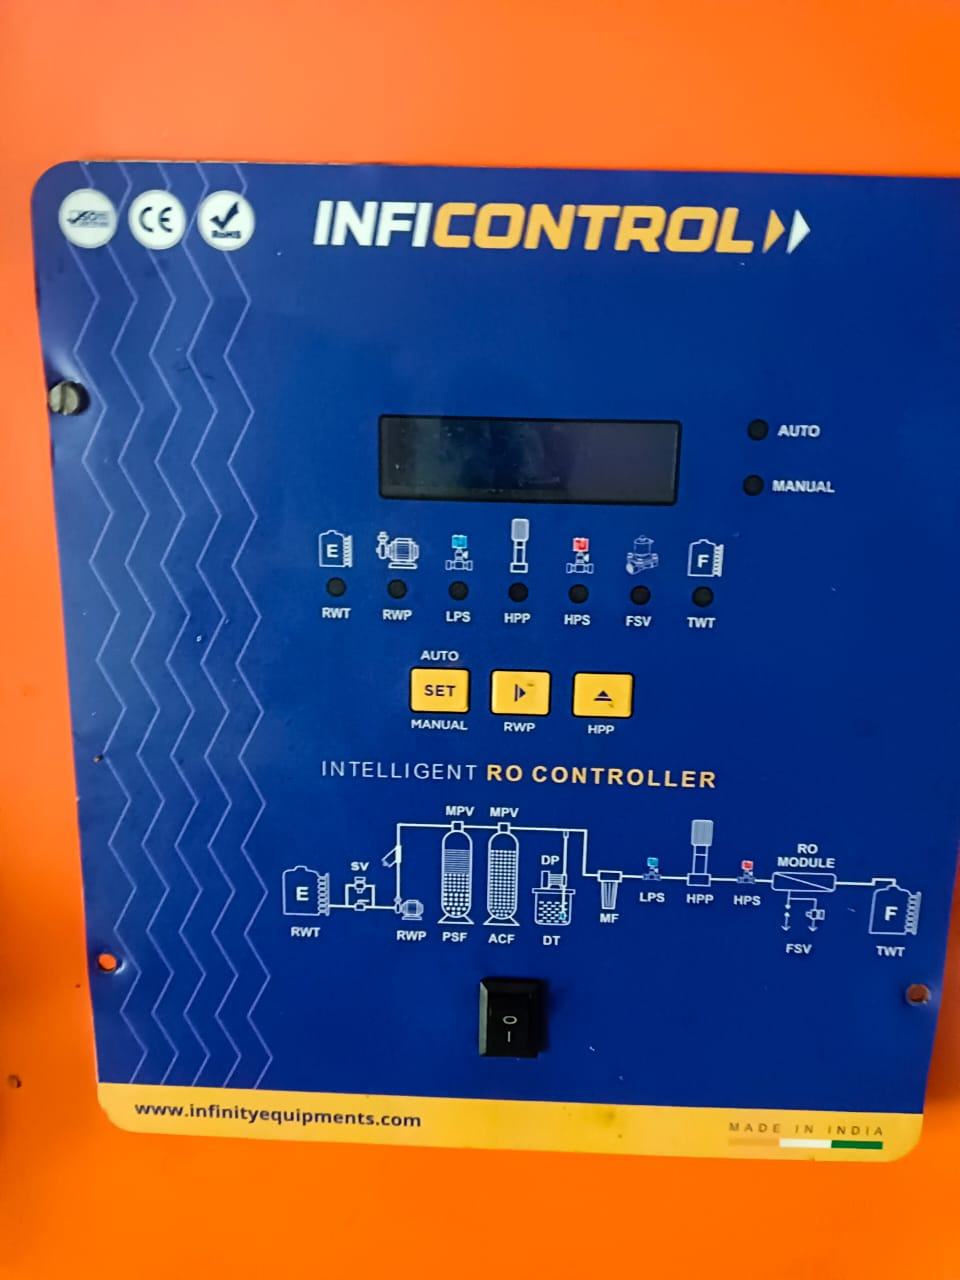 ISO
CE
RoHS
INFICONTROL
AUTO
MANUAL
E
F
RWT
RWP
LPS
HPP
HPS
FSV
TWT
AUTO
SET
MANUAL
RWP
HPP
INTELLIGENT RO CONTROLLER
MPV MPV
RO
MODULE
SV
DP
E
F
LPS
HPP
HPS
MF
RWT
RWP
PSF
ACF
DT
FSV
TWT
O
I
www.infinityequipments.com
MADE IN INDIA